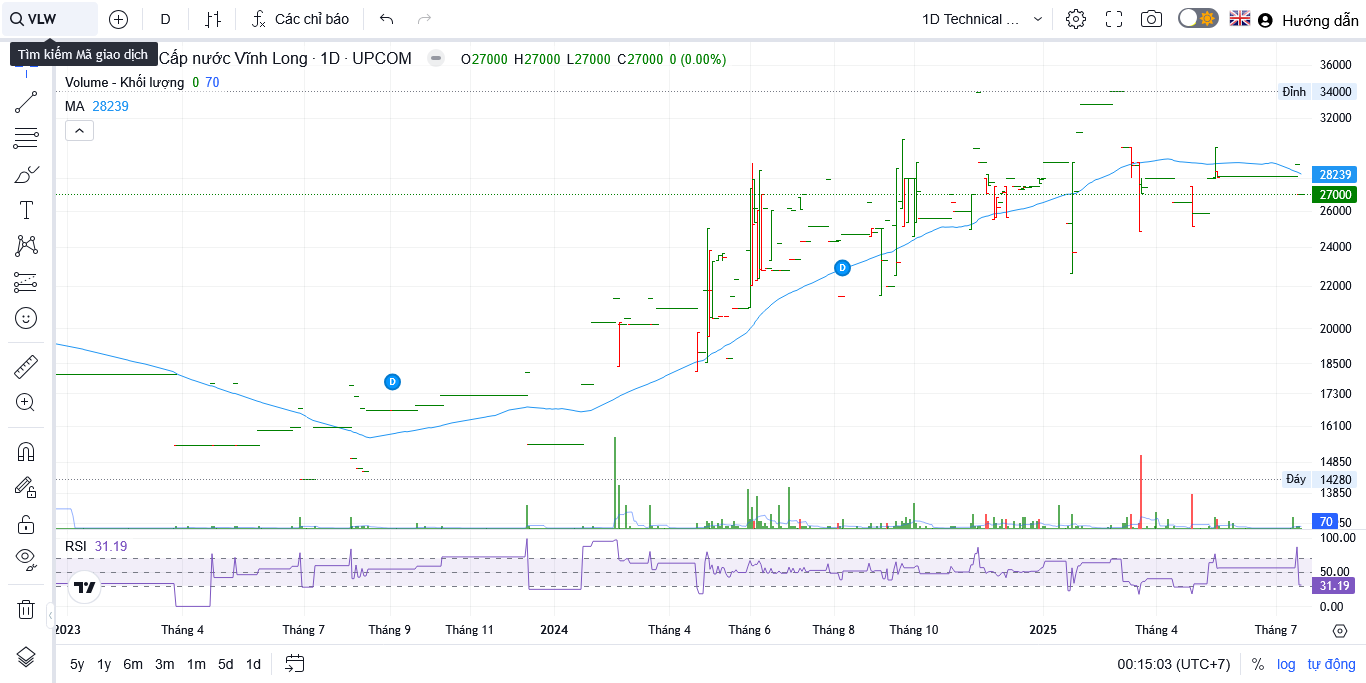 VLW D Các chỉ báo 1D Technical ... Hướng dẫn
Tìm kiếm Mã giao dịch
Cấp nước Vĩnh Long · 1D · UPCOM O27000 H27000 L27000 C27000 0 (0.00%)
Volume - Khối lượng 0 70
MA 28239
36000
Đỉnh 34000
32000
28239
27000
26000
24000
22000
20000
18500
17300
16100
14850
Đáy 14280
13850
70
50
D
D
RSI 31.19
100.00
50.00
31.19
0.00
2023 Tháng 4 Tháng 7 Tháng 9 Tháng 11 2024 Tháng 4 Tháng 6 Tháng 8 Tháng 10 2025 Tháng 4 Tháng 7
5y 1y 6m 3m 1m 5d 1d 00:15:03 (UTC+7) % log tự động